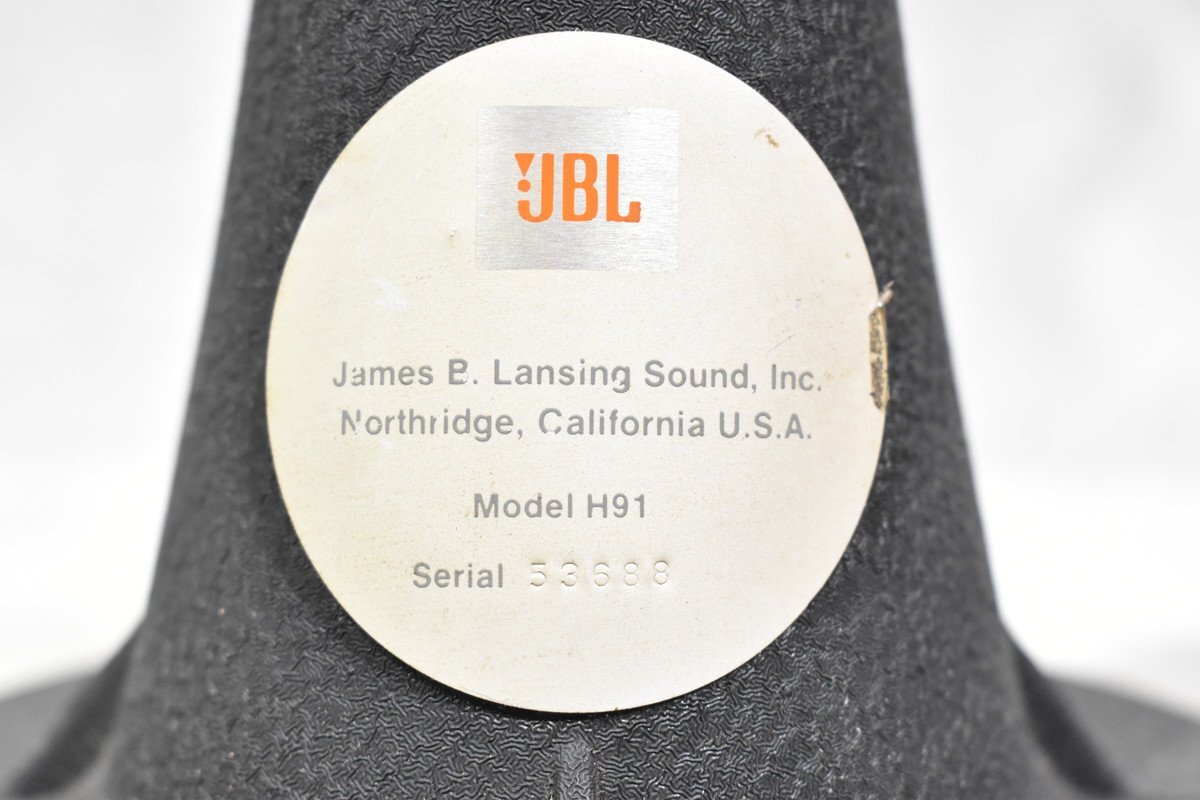 JBL
James B. Lansing Sound, Inc.
Northridge, California U.S.A.
Model H91
Serial 53688